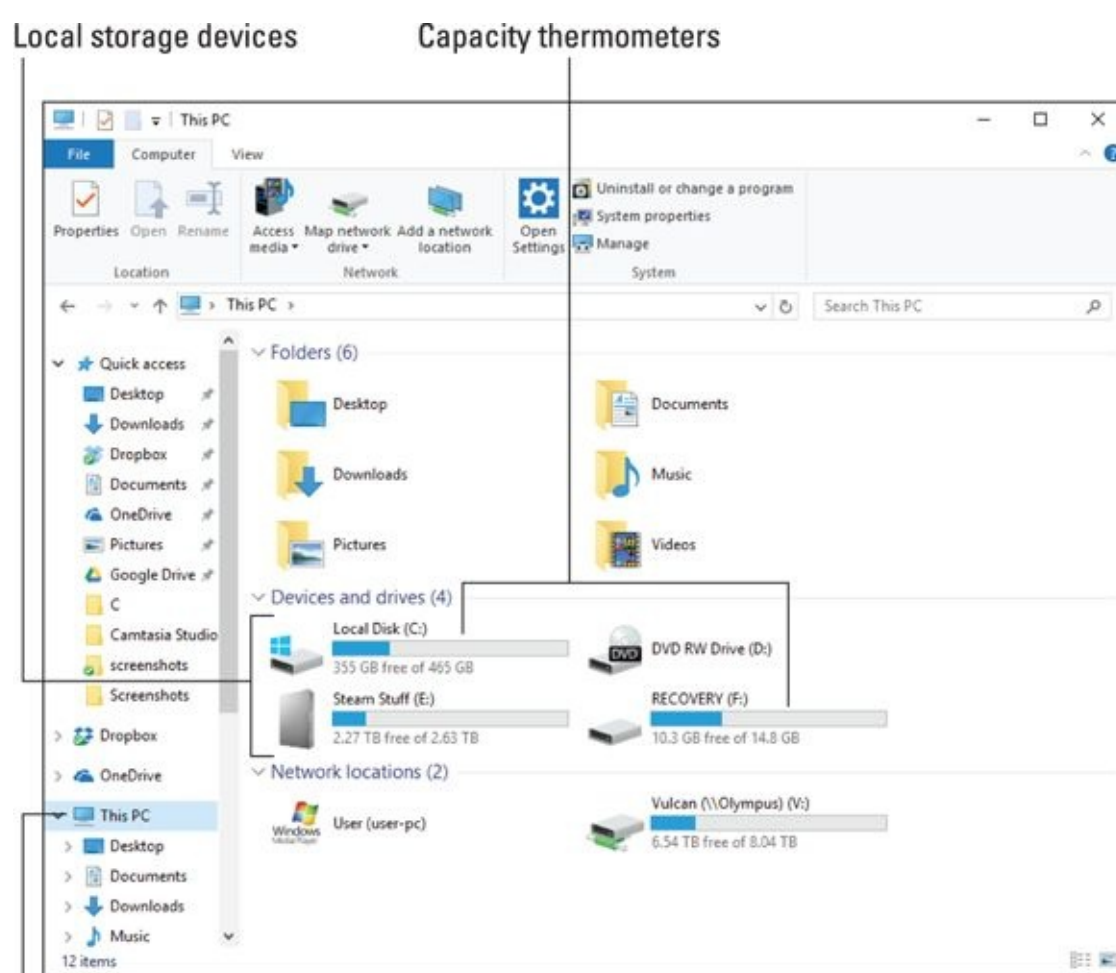 Local storage devices
Capacity thermometers
This PC
File Computer View
Uninstall or change a program
System properties
Manage
Properties Open Rename
Access media
Map network drive
Add a network location
Open Settings
Location Network System
This PC
Search This PC
Quick access
Desktop
Downloads
Dropbox
Documents
OneDrive
Pictures
Google Drive
C
Camtasia Studio
screenshots
Screenshots
Dropbox
OneDrive
This PC
Desktop
Documents
Downloads
Music
12 items
Folders (6)
Desktop
Documents
Downloads
Music
Pictures
Videos
Devices and drives (4)
Local Disk (C:)
355 GB free of 465 GB
DVD
DVD RW Drive (D:)
Steam Stuff (E:)
2.27 TB free of 2.63 TB
RECOVERY (F:)
10.3 GB free of 14.8 GB
Network locations (2)
Windows
Media Player
User (user-pc)
Vulcan (\\Olympus) (V:)
6.54 TB free of 8.04 TB